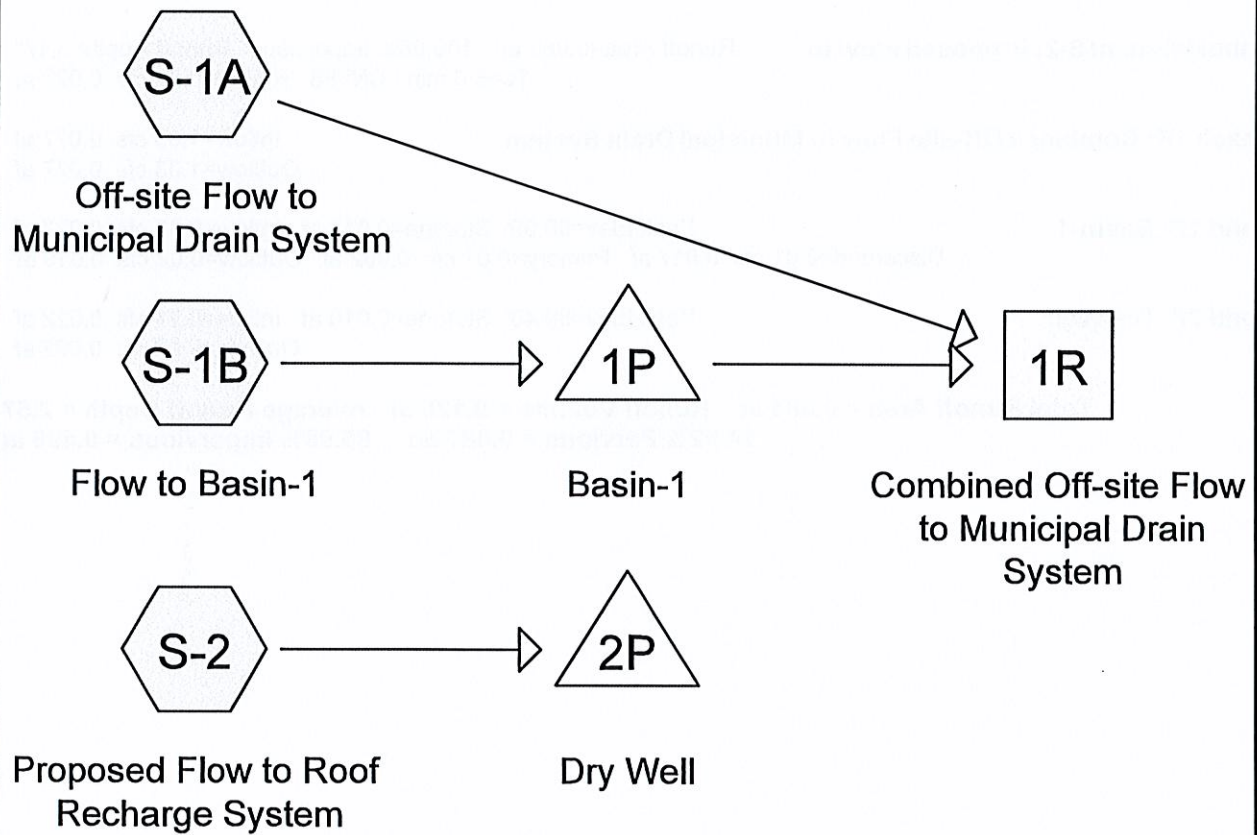 S-1A
Off-site Flow to
Municipal Drain System
S-1B
1P
1R
Flow to Basin-1
Basin-1
Combined Off-site Flow
to Municipal Drain
System
S-2
2P
Proposed Flow to Roof
Recharge System
Dry Well